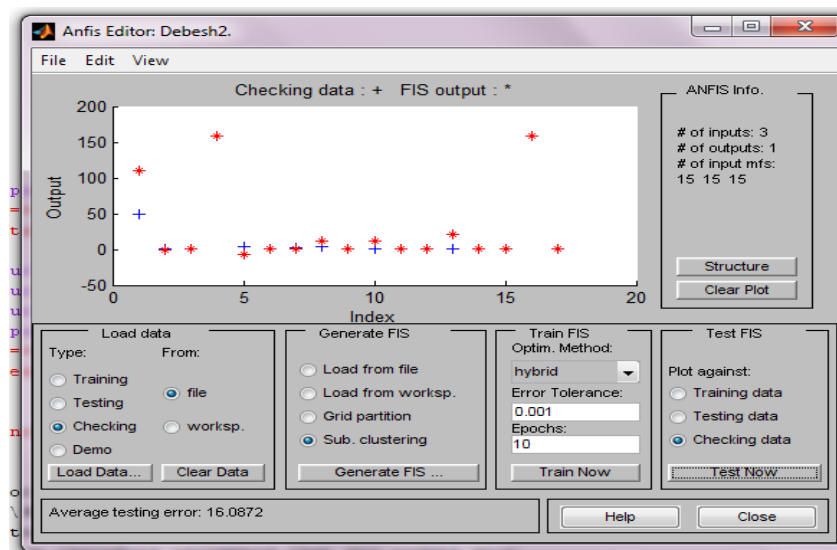 Anfis Editor: Debesh2.
File Edit View
Checking data : + FIS output : *
200
150
100
50
0
-50
Output
0 5 10 15 20
Index
ANFIS Info.
# of inputs: 3
# of outputs: 1
# of input mfs:
15 15 15
Structure
Clear Plot
Load data
Type: From:
Training
Testing
Checking
Demo
file
worksp.
Load Data... Clear Data
Generate FIS
Load from file
Load from worksp.
Grid partition
Sub. clustering
Generate FIS ...
Train FIS
Optim. Method:
hybrid
Error Tolerance:
0.001
Epochs:
10
Train Now
Test FIS
Plot against:
Training data
Testing data
Checking data
Test Now
Average testing error: 16.0872
Help Close